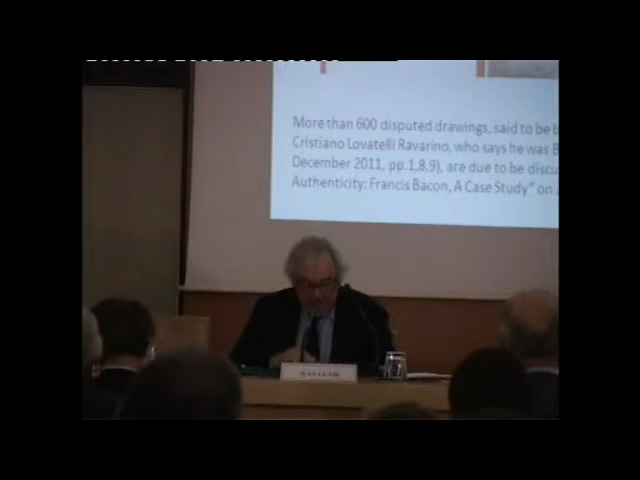 More than 600 disputed drawings, said to be b
Cristiano Lovatelli Ravarino, who says he was B
December 2011, pp.1,8,9), are due to be discu
Authenticity: Francis Bacon, A Case Study" on